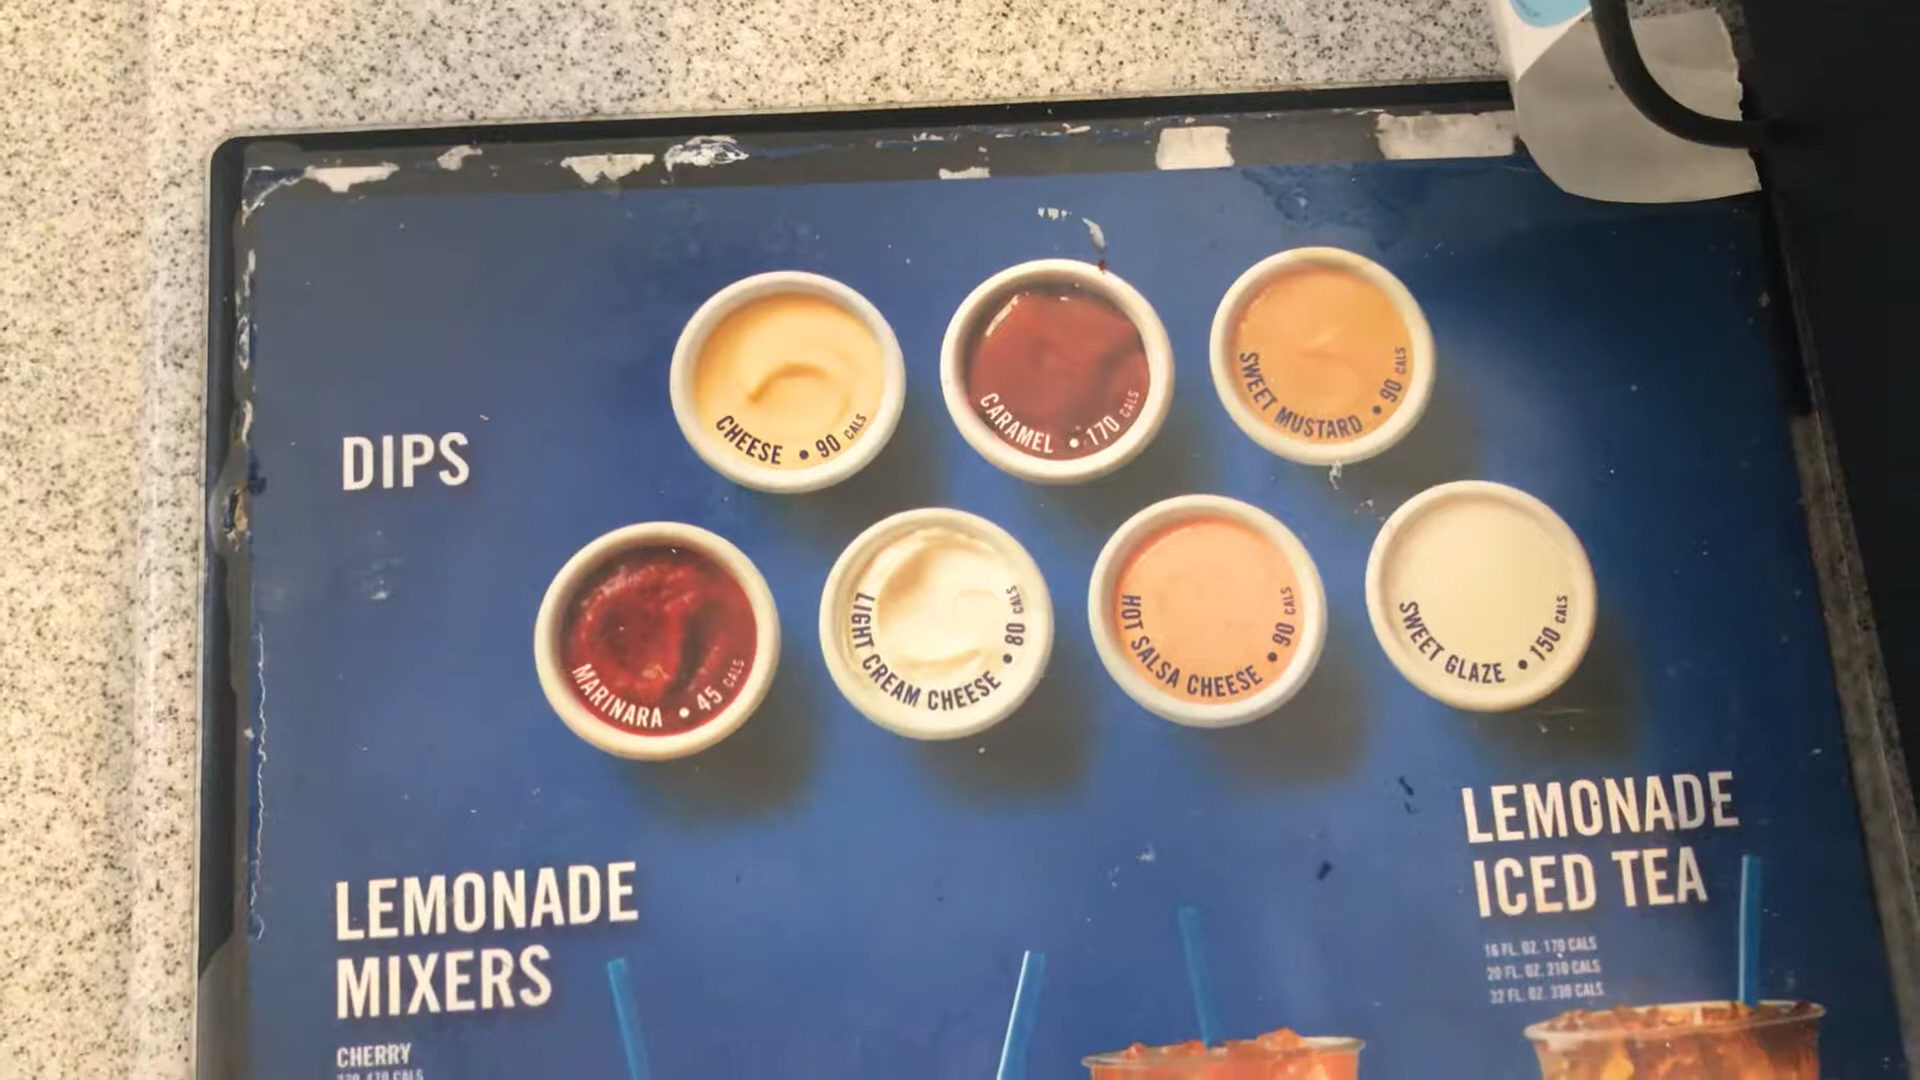 CHEESE • 90 CALS
CARAMEL • 170 CALS
SWEET MUSTARD • 90 CALS
DIPS
MARINARA • 45 CALS
LIGHT CREAM CHEESE • 80 CALS
HOT SALSA CHEESE • 90 CALS
SWEET GLAZE • 150 CALS
LEMONADE
MIXERS
CHERRY
LEMONADE
ICED TEA
16 FL. OZ. 170 CALS
20 FL. OZ. 210 CALS
32 FL. OZ. 330 CALS